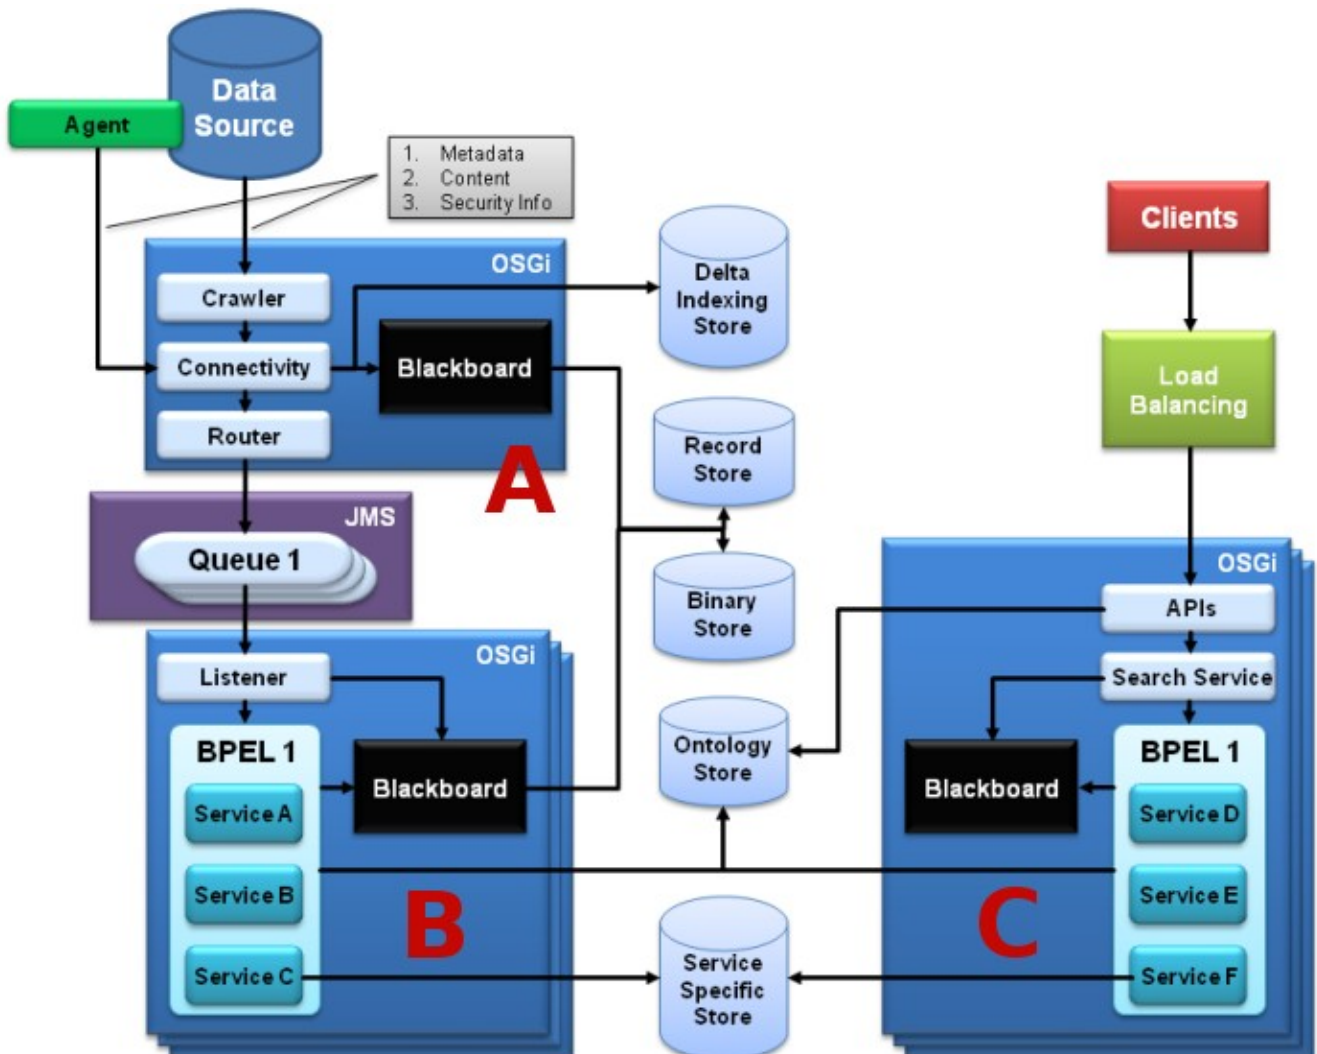 Data
Source
Agent
1. Metadata
2. Content
3. Security Info
OSGi
Crawler
Connectivity
Router
Blackboard
A
JMS
Queue 1
OSGi
Listener
BPEL 1
Service A
Service B
Service C
Blackboard
B
Delta
Indexing
Store
Record
Store
Binary
Store
Ontology
Store
Service
Specific
Store
Clients
Load
Balancing
OSGi
APIs
Search Service
Blackboard
BPEL 1
Service D
Service E
Service F
C